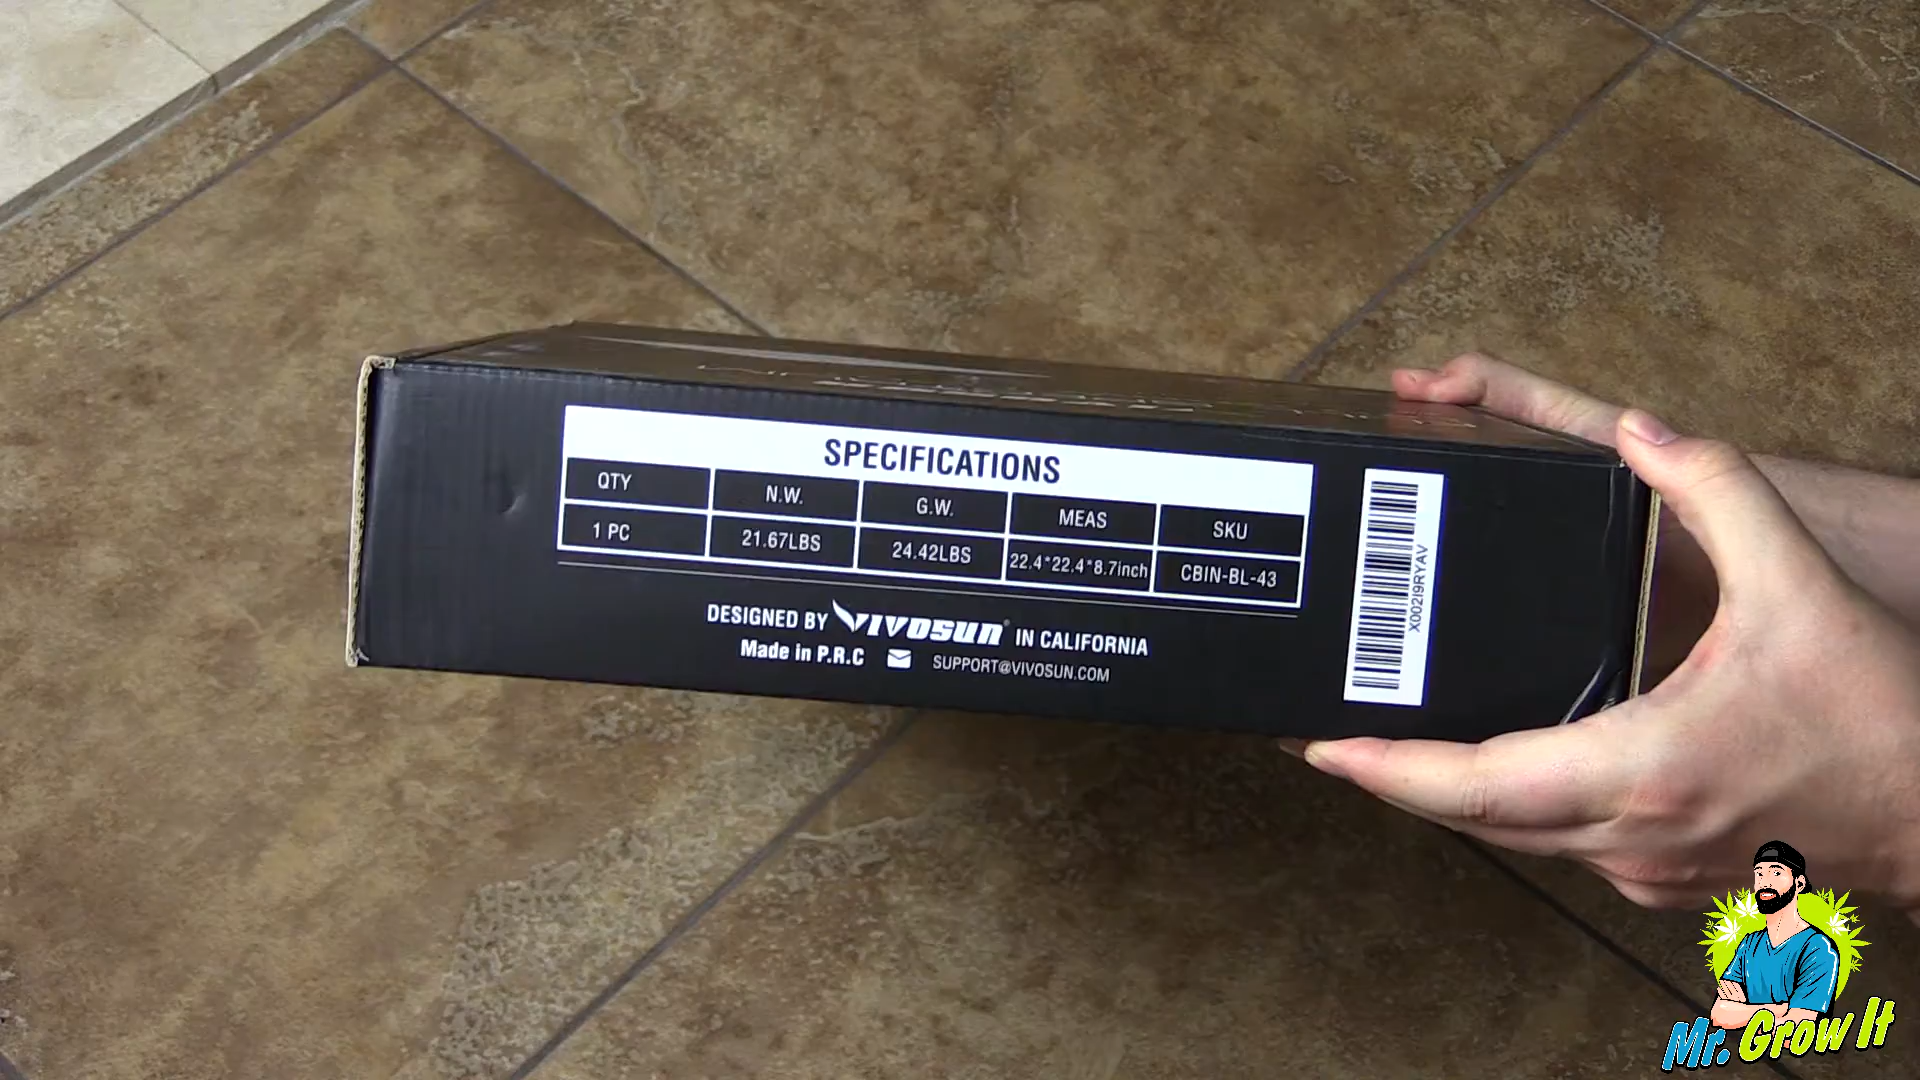 SPECIFICATIONS
QTY N.W. G.W. MEAS SKU
1 PC 21.67LBS 24.42LBS 22.4*22.4*8.7inch CBIN-BL-43
DESIGNED BY VIVOSUN® IN CALIFORNIA
Made in P.R.C SUPPORT@VIVOSUN.COM
X002I9RYAV
Mr. Grow It